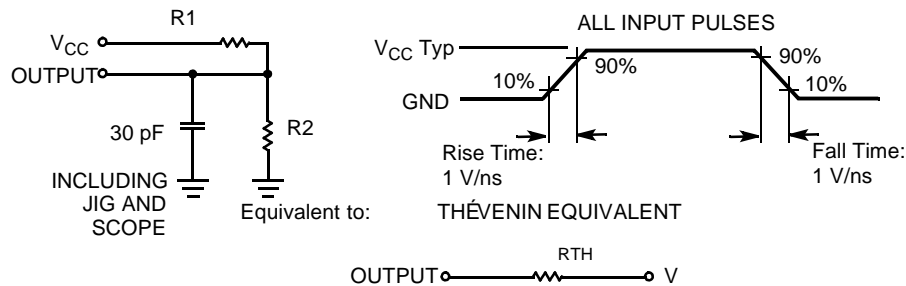 R1
VCC
OUTPUT
30 pF
R2
INCLUDING
JIG AND
SCOPE
ALL INPUT PULSES
VCC Typ
GND
10%
90%
90%
10%
Rise Time:
1 V/ns
Fall Time:
1 V/ns
Equivalent to:
THÉVENIN EQUIVALENT
RTH
OUTPUT
V